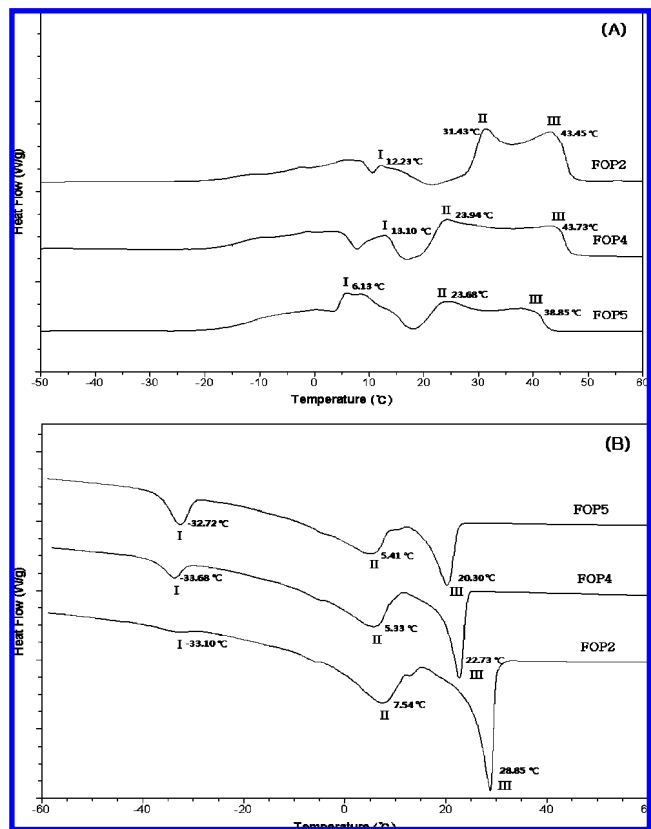 (A)
Heat Flow (W/g)
II
31.43℃
III
43.45℃
FOP2
I
12.23℃
II
23.94℃
III
43.73℃
FOP4
I
13.10℃
I
6.13℃
II
23.68℃
III
38.85℃
FOP5
-50 -40 -30 -20 -10 0 10 20 30 40 50 60
Temperature (℃)
(B)
Heat Flow (W/g)
FOP5
I
-32.72℃
II
5.41℃
20.30℃
III
FOP4
-33.68℃
I
5.33℃
II
22.73℃
III
FOP2
I
-33.10℃
7.54℃
II
28.85℃
III
-60 -40 -20 0 20 40 60
Temperature (℃)